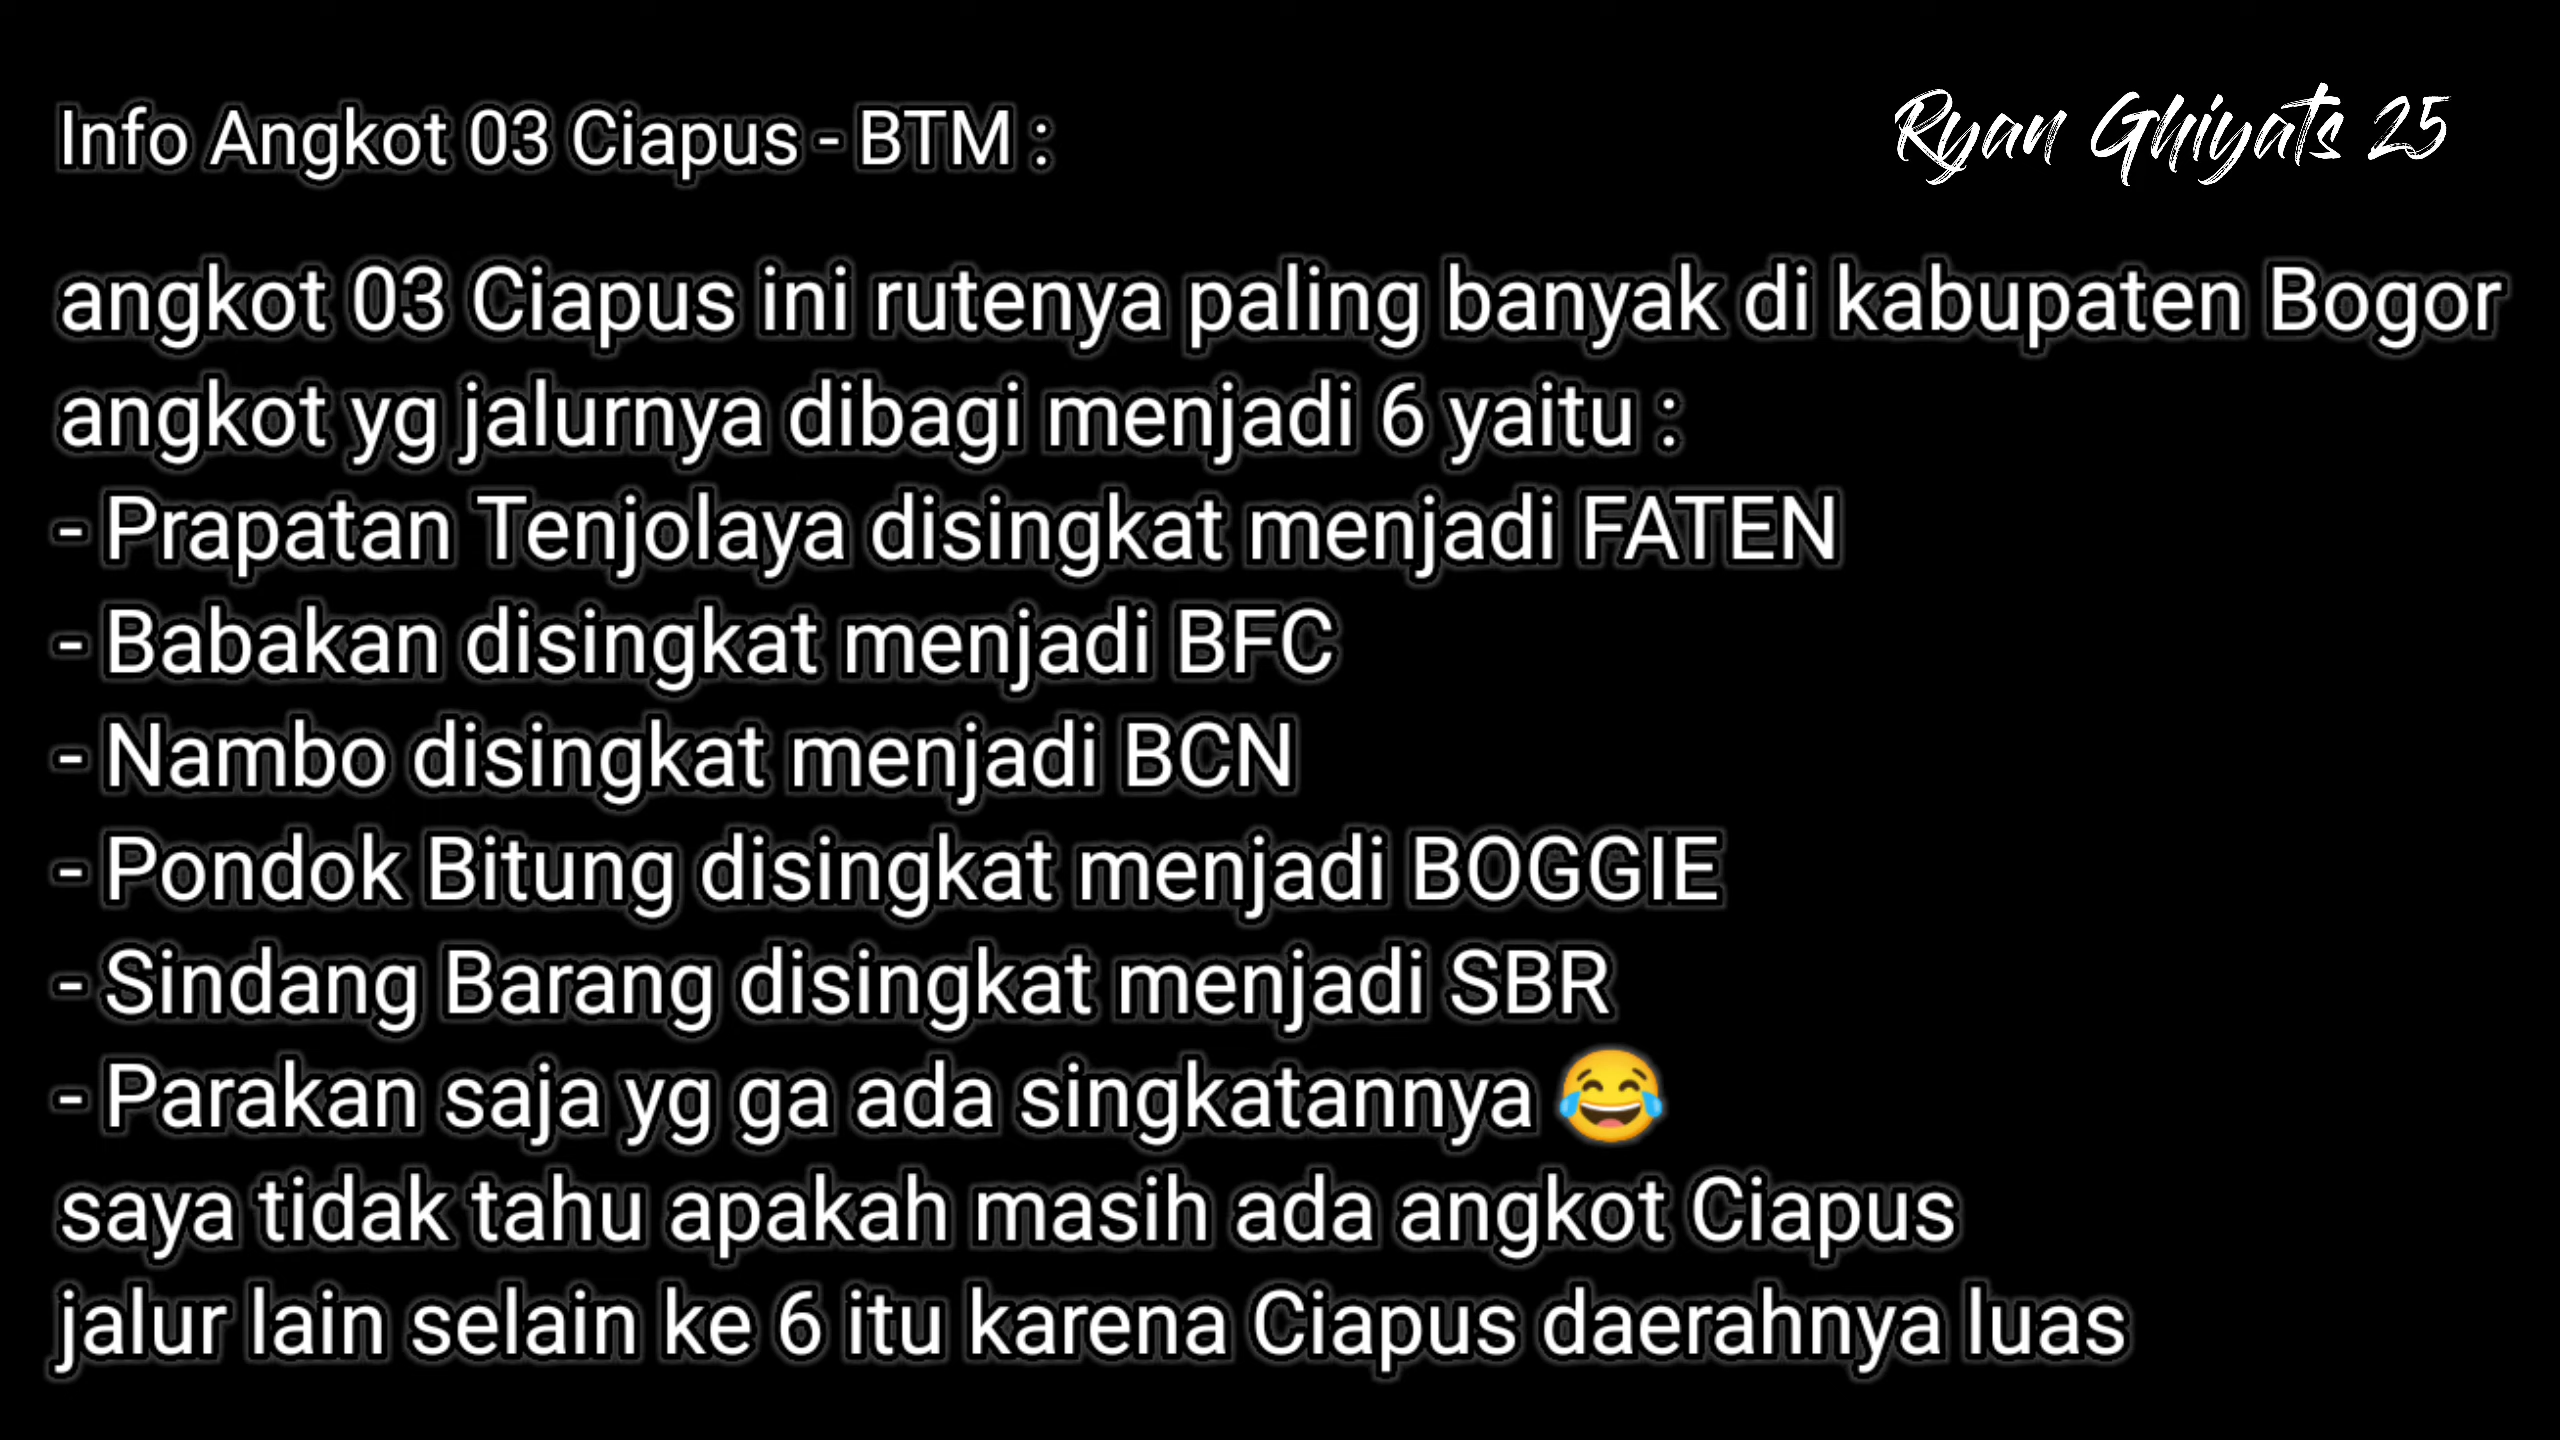 Info Angkot 03 Ciapus - BTM :
Ryan Ghiyats 25
angkot 03 Ciapus ini rutenya paling banyak di kabupaten Bogor
angkot yg jalurnya dibagi menjadi 6 yaitu :
- Prapatan Tenjolaya disingkat menjadi FATEN
- Babakan disingkat menjadi BFC
- Nambo disingkat menjadi BCN
- Pondok Bitung disingkat menjadi BOGGIE
- Sindang Barang disingkat menjadi SBR
- Parakan saja yg ga ada singkatannya 😂
saya tidak tahu apakah masih ada angkot Ciapus
jalur lain selain ke 6 itu karena Ciapus daerahnya luas